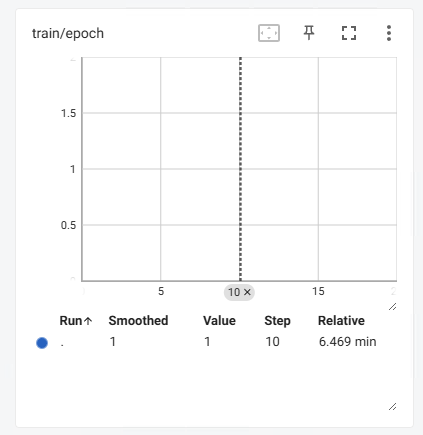 train/epoch
1.5
1
0.5
5
10 ×
15
Run↑ Smoothed Value Step Relative
. 1 1 10 6.469 min